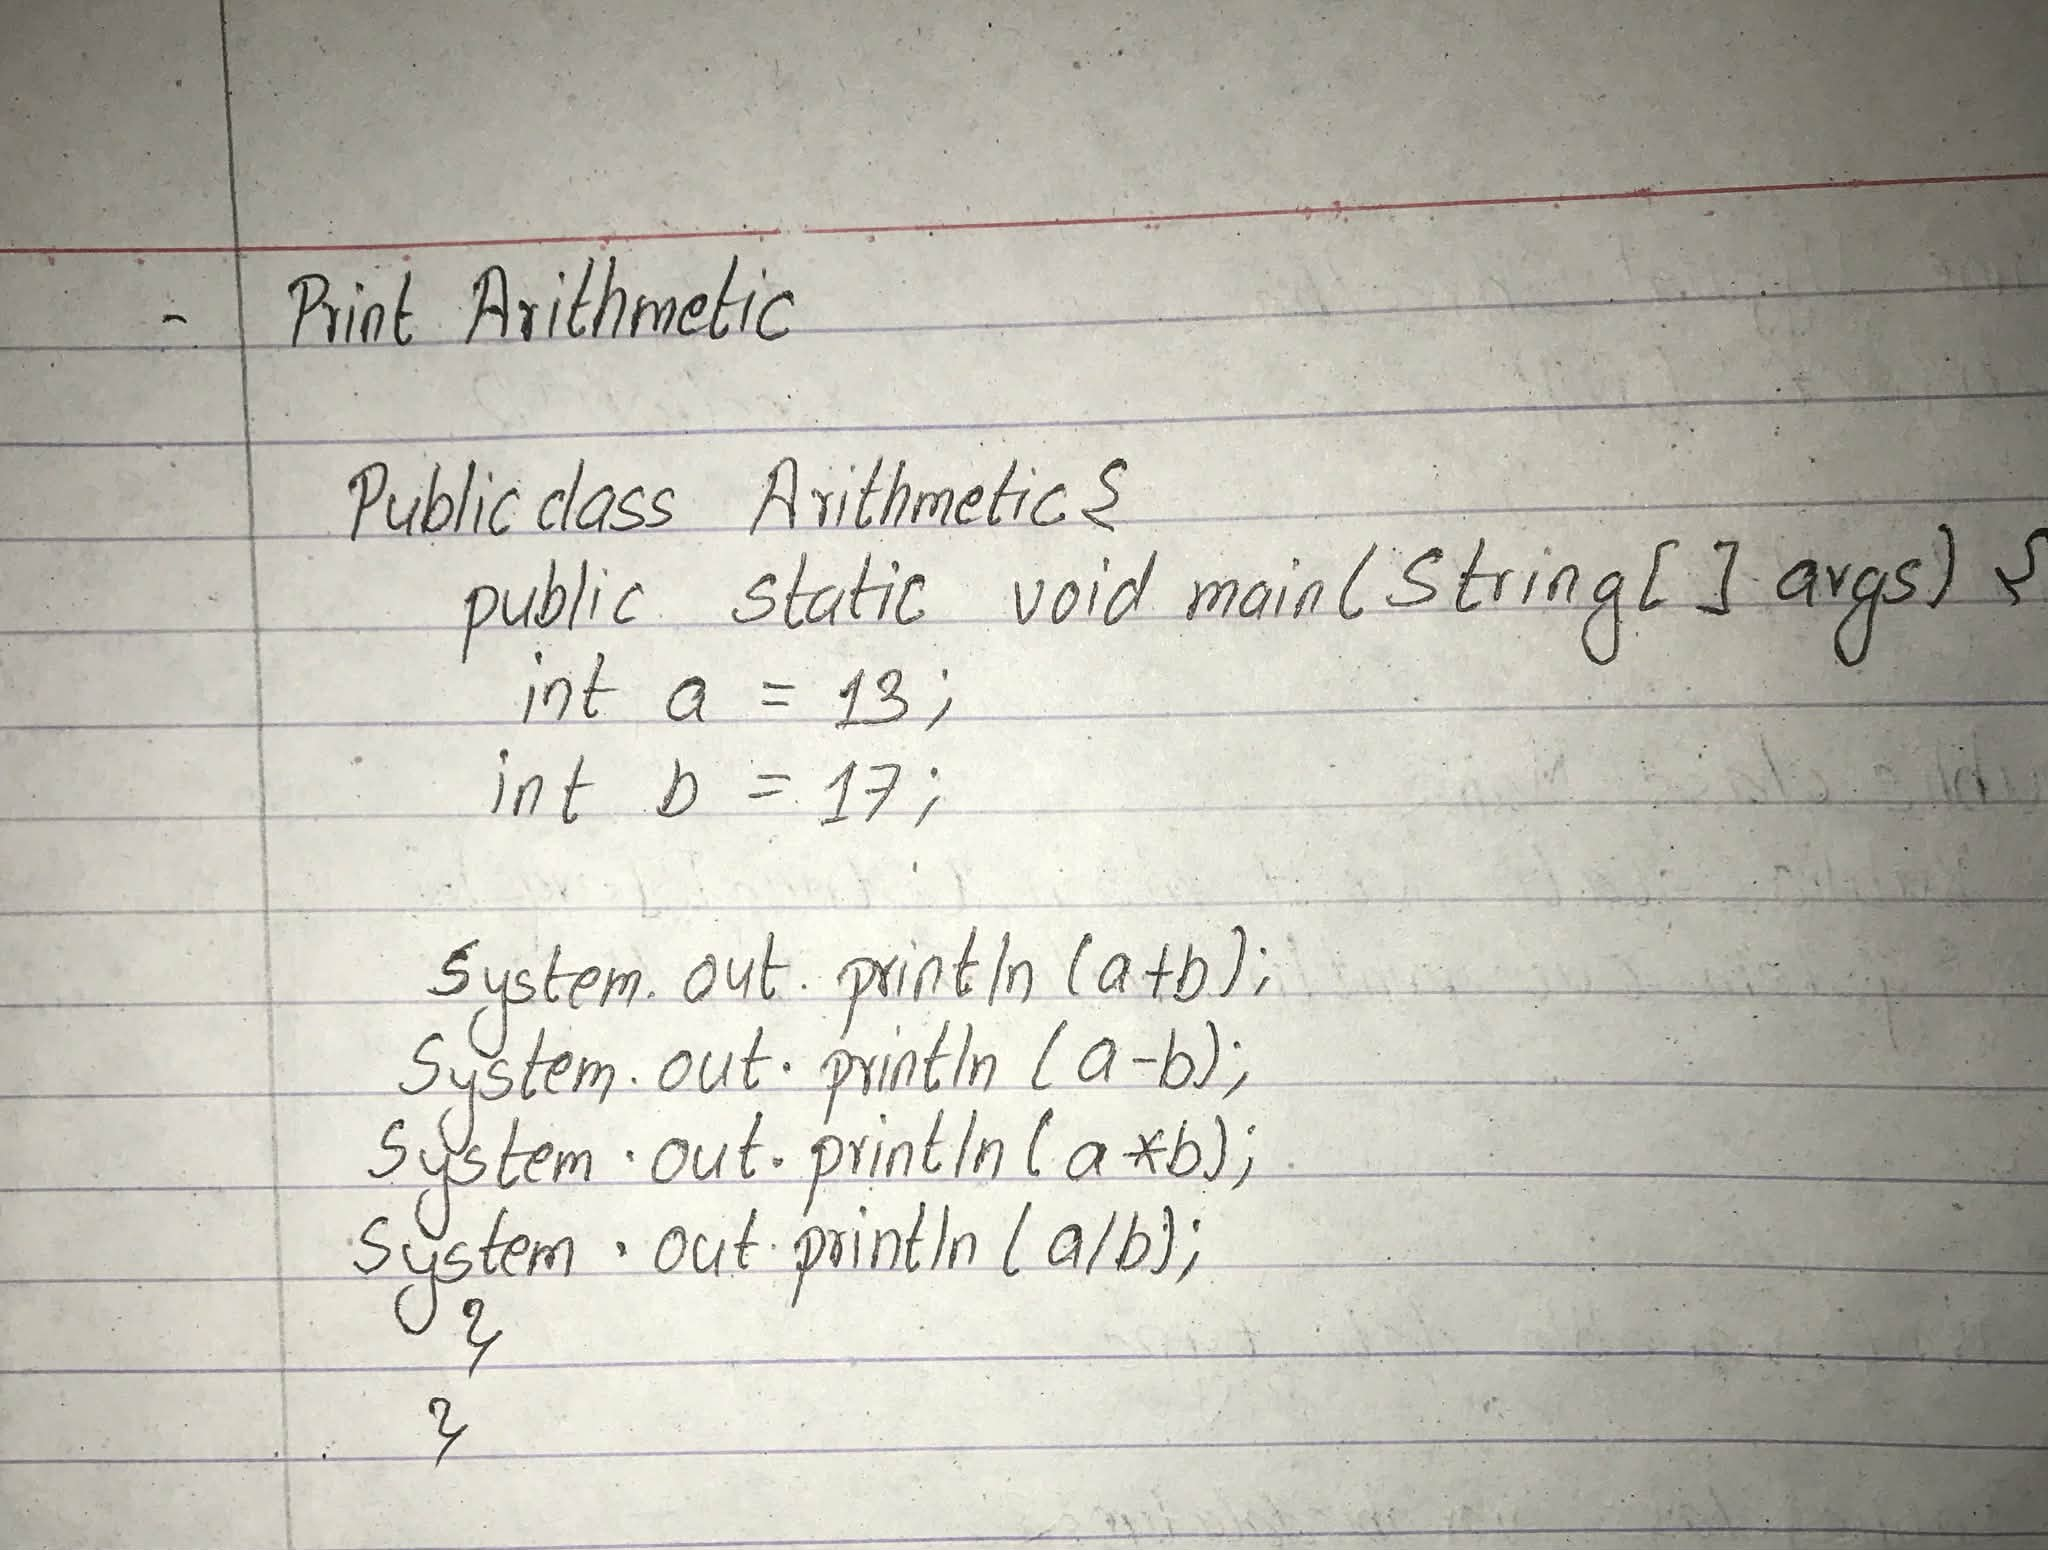 - Print Arithmetic
Public class Arithmetic {
public static void main(String[ ] args) {
int a = 13;
int b = 17;
System.out.println(a+b);
System.out.println(a-b);
System.out.println(a*b);
System.out.println(a/b);
}
}